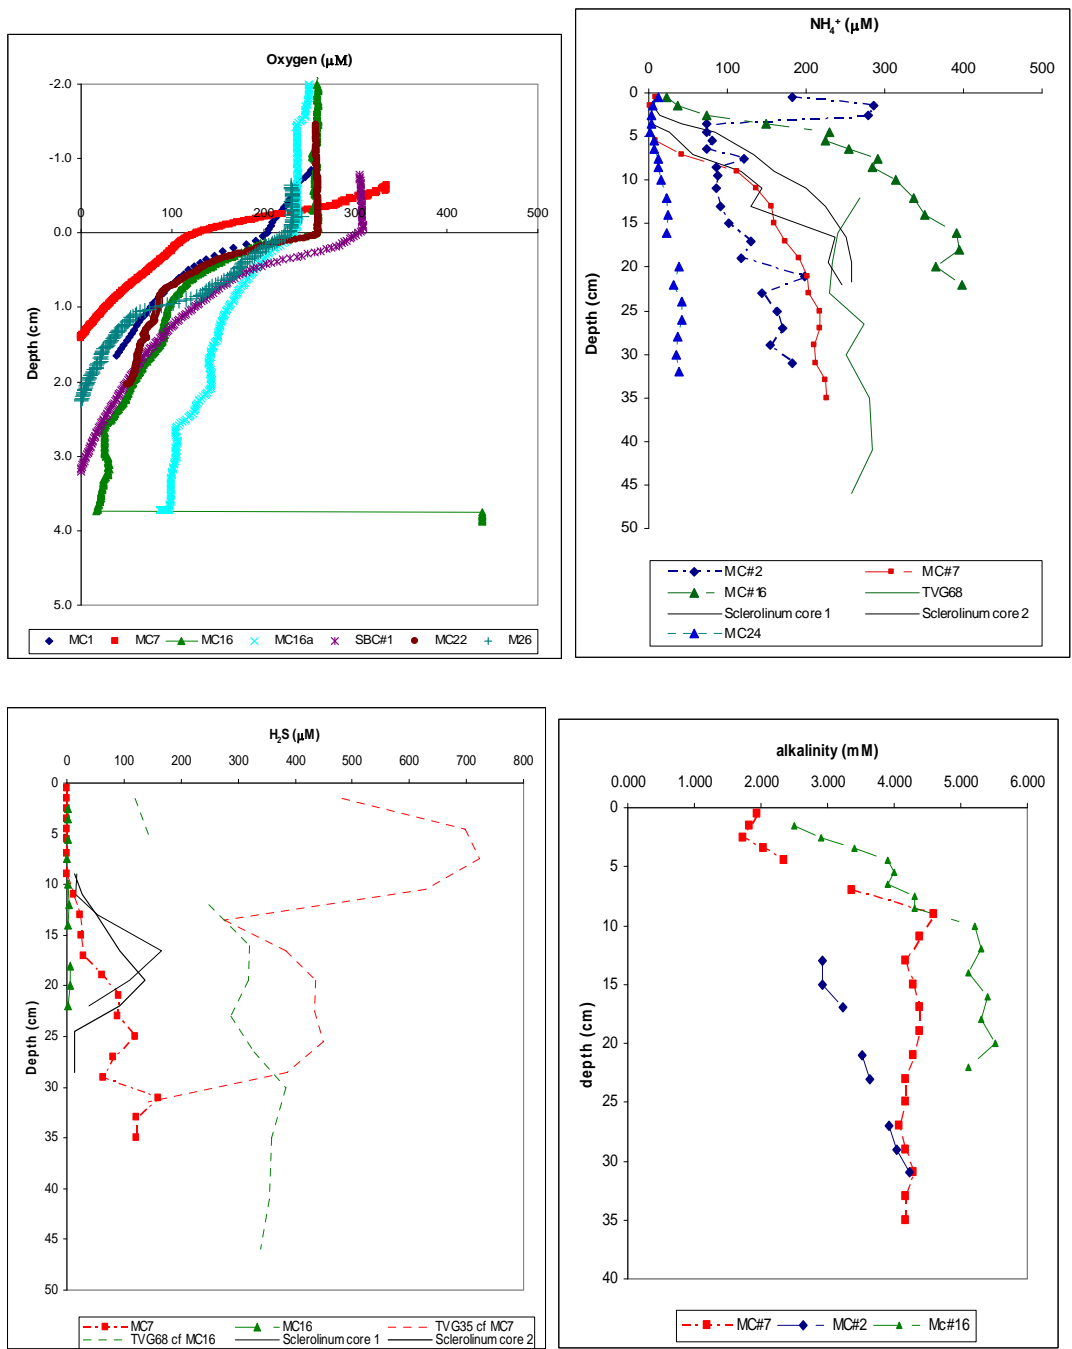 Oxygen (μM)
-2.0
-1.0
0 100 200 300 400 500
0.0
1.0
2.0
3.0
4.0
5.0
Depth (cm)
MC1 MC7 MC16 MC16a SBC#1 MC22 M26
NH₄⁺ (μM)
0 100 200 300 400 500
0
5
10
15
20
25
30
35
40
45
50
Depth (cm)
MC#2 MC#7
MC#16 TVG68
Sclerolinum core 1 Sclerolinum core 2
MC24
H₂S (μM)
0 100 200 300 400 500 600 700 800
0
5
10
15
20
25
30
35
40
45
50
Depth (cm)
MC7 MC16 TVG35 cf MC7
TVG68 cf MC16 Sclerolinum core 1 Sclerolinum core 2
alkalinity (mM)
0.000 1.000 2.000 3.000 4.000 5.000 6.000
0
5
10
15
20
25
30
35
40
depth (cm)
MC#7 MC#2 Mc#16